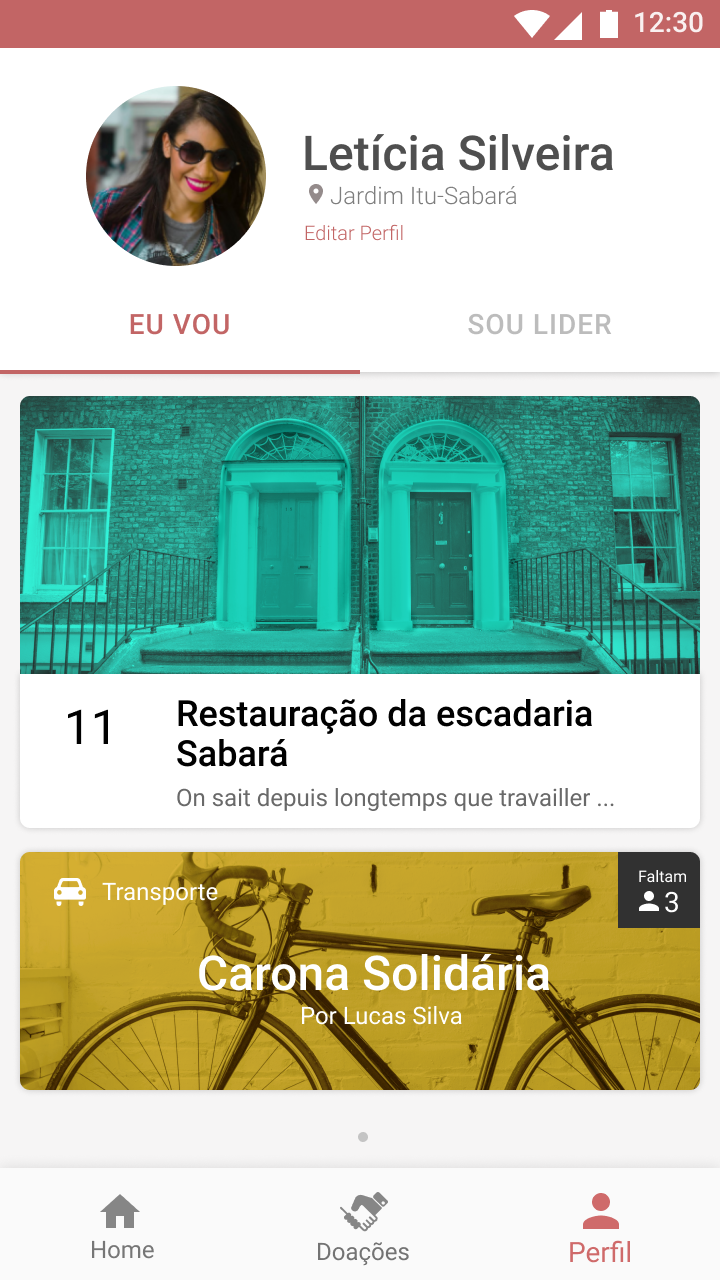 12:30
Letícia Silveira
Jardim Itu-Sabará
Editar Perfil
EU VOU
SOU LIDER
11
Restauração da escadaria
Sabará
On sait depuis longtemps que travailler ...
Transporte
Faltam
3
Carona Solidária
Por Lucas Silva
Home
Doações
Perfil